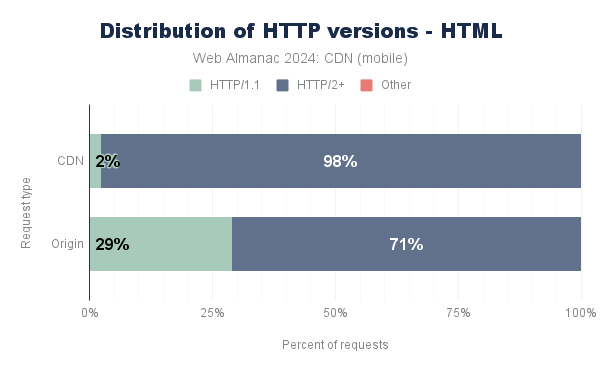 Distribution of HTTP versions - HTML
Web Almanac 2024: CDN (mobile)
HTTP/1.1 HTTP/2+ Other
Request type
CDN 2% 98%
Origin 29% 71%
0% 25% 50% 75% 100%
Percent of requests